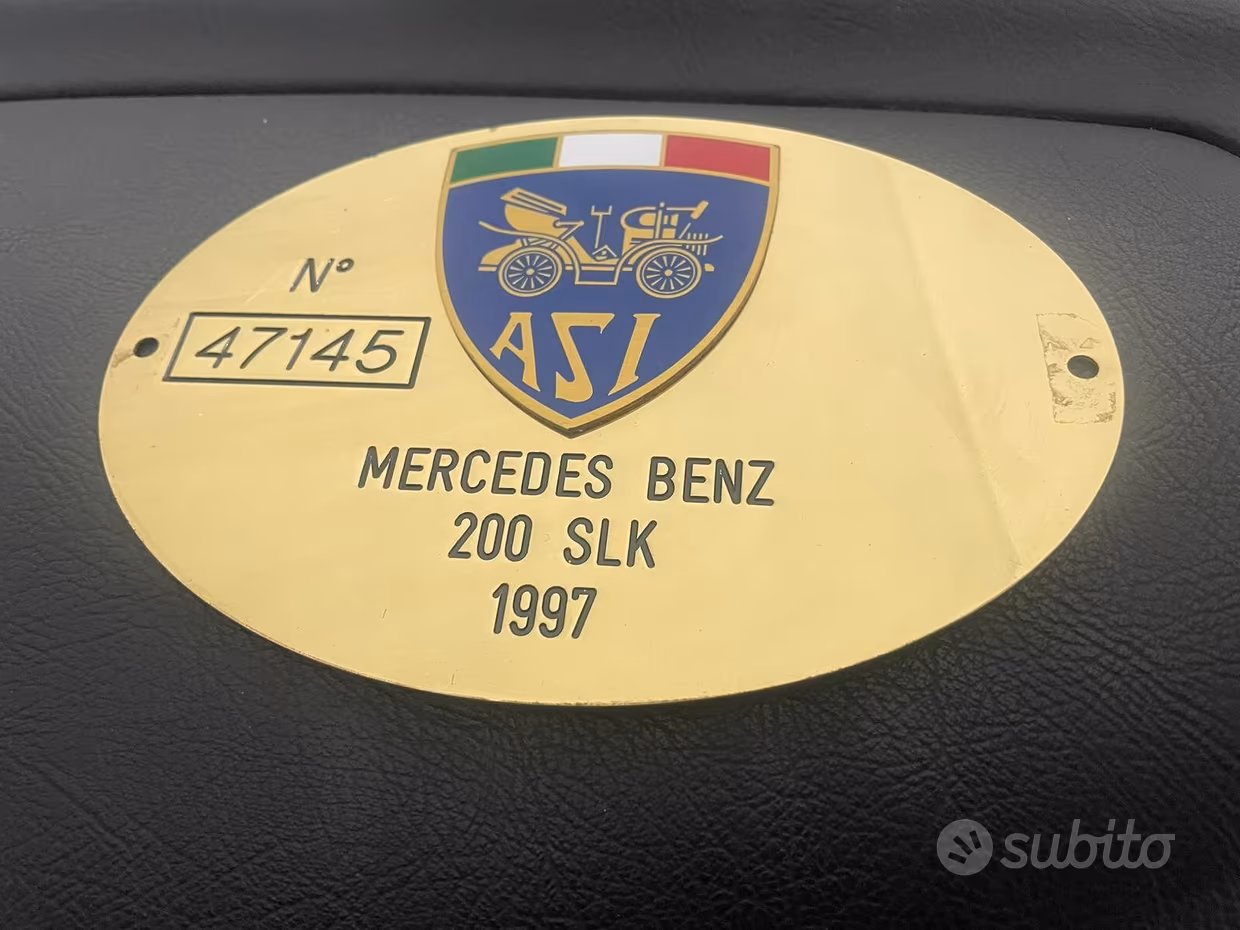 ASI
N°
47145
MERCEDES BENZ
200 SLK
1997
subito